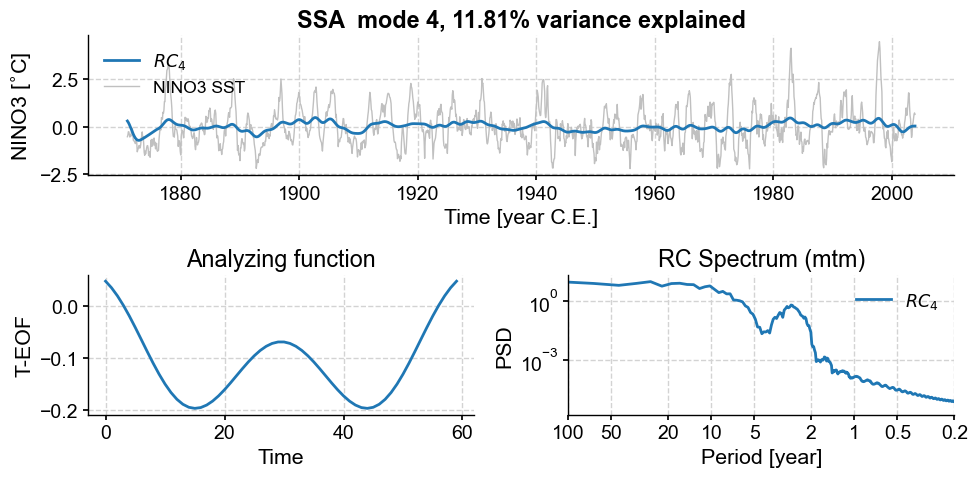 SSA  mode 4, 11.81% variance explained
NINO3 [˚C]
2.5
0.0
−2.5
RC₄
NINO3 SST
1880 1900 1920 1940 1960 1980 2000
Time [year C.E.]
Analyzing function
T-EOF
0.0
−0.1
−0.2
0 20 40 60
Time
RC Spectrum (mtm)
PSD
10⁰
10⁻³
RC₄
100 50 20 10 5 2 1 0.5 0.2
Period [year]